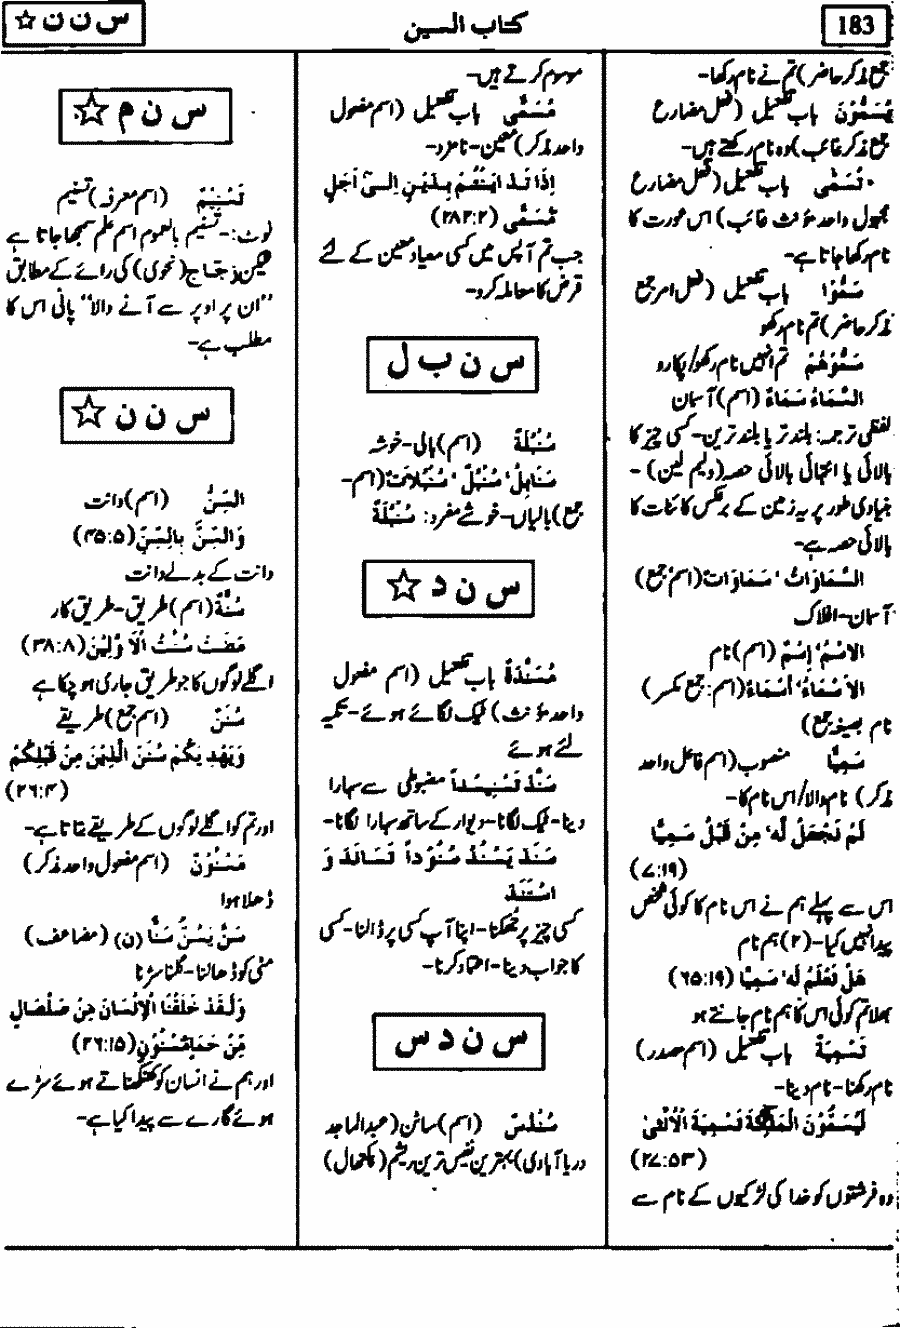 183
کتاب السین
س ن ن ☆
جمع مذکر حاضر) تم نے نام رکھا-
یُسَمُّوْنَ باب تفعیل (فعل مضارع
جمع مذکر غائب) وہ نام رکھتے ہیں-
تُسَمّٰی باب تفعیل (فعل مضارع
مجہول واحد مؤنث غائب) اس عورت کا
نام رکھا جاتا ہے-
سَمُّوْا باب تفعیل (فعل امر جمع
مذکر حاضر) تم نام رکھو
سَمُّوْهُمْ تم انہیں نام رکھو/پکارو
السَّمَاءُ سَمَاءٌ (اسم) آسمان
لفظی ترجمہ: بلند تر یا بلند ترین- کسی چیز کا
بالائی یا انتہائی بالائی حصہ (ولیم لین) -
بنیادی طور پر یہ زمین کے برعکس کائنات کا
بالائی حصہ ہے-
السَّمَاوَاتُ ' سَمَاوَاتٌ (اسم' جمع)
آسمان- افلاک
الاسْمُ' اِسْمٌ (اسم) نام
الاَسْمَاءُ' اَسْمَاءٌ (اسم: جمع مکسر)
نام بصیغہ جمع)
سَمِیًّا منصوب (اسم فاعل واحد
مذکر) نام والا/اس نام کا-
لَمْ نَجْعَلْ لَّهٗ مِنْ قَبْلُ سَمِیًّا
(۷:۱۹)
اس سے پہلے ہم نے اس نام کا کوئی شخص
پیدا نہیں کیا- (۲) ہم نام
هَلْ تَعْلَمُ لَهٗ سَمِیًّا (۶۵:۱۹)
بھلا تم کوئی اس کا ہم نام جانتے ہو
تَسْمِیَةً باب تفعیل (اسم مصدر)
نام رکھنا- نام دینا-
لَیُسَمُّوْنَ الْمَلٰئِکَةَ تَسْمِیَةَ الْاُنْثٰی
(۲۷:۵۳)
وہ فرشتوں کو خدا کی لڑکیوں کے نام سے
موسوم کرتے ہیں-
مُسَمًّی باب تفعیل (اسم مفعول
واحد مذکر) معین- نامزد-
اِذَا تَدَایَنْتُمْ بِدَیْنٍ اِلٰی اَجَلٍ
مُّسَمًّی (۲۸۲:۲)
جب تم آپس میں کسی معیاد معین کے لئے
قرض کا معاملہ کرو-
س ن ب ل
سُنْبُلَةٌ (اسم) بالی- خوشہ
سَنَابِلُ' سُنْبُلٌ' سُنْبُلَاتٌ (اسم-
جمع) بالیاں- خوشے مفرد: سُنْبُلَةٌ
س ن د ☆
مُسَنَّدَةٌ باب تفعیل (اسم مفعول
واحد مؤنث) ٹیک لگائے ہوئے- تکیہ
لئے ہوئے
سَنَّدَ تَسْنِیْداً مضبوطی سے سہارا
دینا- ٹیک لگانا- دیوار کے ساتھ سہارا لگانا-
سَنَدَ یَسْنُدُ سُنُوْداً تَسَانَدَ وَ
اسْتَنَدَ
کسی چیز پر جھکنا- اپنا آپ کسی پر ڈالنا- کسی
کا جواب دینا- اعتماد کرنا-
س ن د س
سُنْدُسٌ (اسم) ساٹن (عبدالماجد
دریا آبادی) بہترین نفیس ترین ریشم (پکتھال)
س ن م ☆
تَسْنِیْمٌ (اسم معرفہ) تسنیم
نوٹ:- تسنیم بالعموم اسم علم سمجھا جاتا ہے
لیکن زجاج (نحوی) کی رائے کے مطابق
"ان پر اوپر سے آنے والا" پانی اس کا
مطلب ہے-
س ن ن ☆
السِّنُّ (اسم) دانت
وَالسِّنَّ بِالسِّنِّ (۴۵:۵)
دانت کے بدلے دانت
سُنَّةٌ (اسم) طریق- طریق کار
مَضَتْ سُنَّتُ الْاَوَّلِیْنَ (۳۸:۸)
اگلے لوگوں کا جو طریق جاری ہو چکا ہے
سُنَنٌ (اسم جمع) طریقے
وَیَهْدِیَکُمْ سُنَنَ الَّذِیْنَ مِنْ قَبْلِکُمْ
(۲۶:۴)
اور تم کو اگلے لوگوں کے طریقے بتاتا ہے-
مَسْنُوْنٌ (اسم مفعول واحد مذکر)
ڈھلا ہوا
سَنَّ یَسُنُّ سَنًّا (ن) (مضاعف)
مٹی کو ڈھالنا- گلنا سڑنا
وَلَقَدْ خَلَقْنَا الْاِنْسَانَ مِنْ صَلْصَالٍ
مِّنْ حَمَاٍمَّسْنُوْنٍ (۲۶:۱۵)
اور ہم نے انسان کو کھنکھناتے ہوئے سڑے
ہوئے گارے سے پیدا کیا ہے-